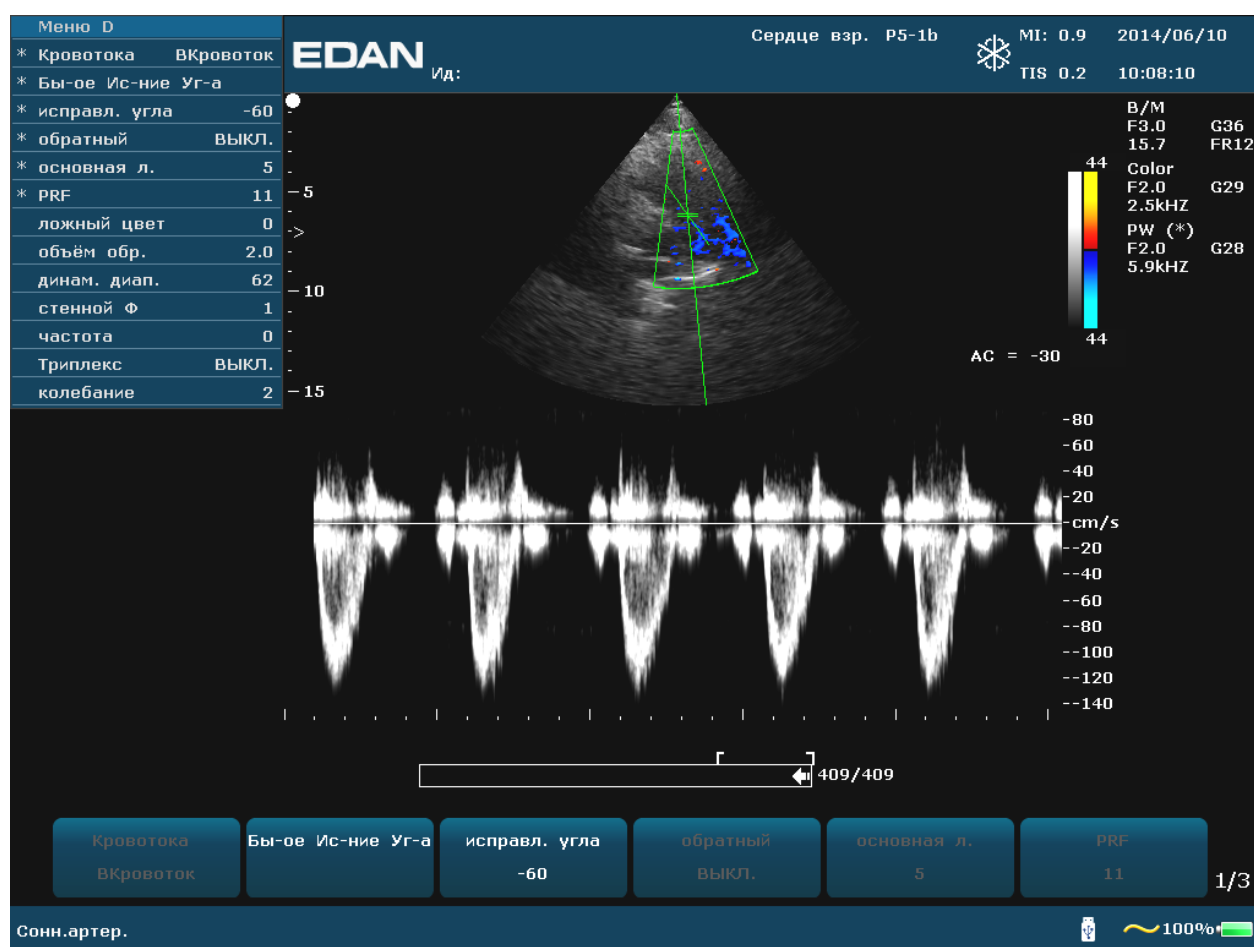 Меню D
* Кровотока ВКровоток
* Бы-ое Ис-ние Уг-а
* исправл. угла -60
* обратный ВЫКЛ.
* основная л. 5
* PRF 11
ложный цвет 0
объём обр. 2.0
динам. диап. 62
стенной Ф 1
частота 0
Триплекс ВЫКЛ.
колебание 2
EDAN
Ид:
Сердце взр. P5-1b
MI: 0.9 2014/06/10
TIS 0.2 10:08:10
B/M
F3.0 G36
15.7 FR12
Color
F2.0 G29
2.5kHZ
PW (*)
F2.0 G28
5.9kHZ
44
44
AC = -30
5
10
15
-80
-60
-40
-20
-cm/s
--20
--40
--60
--80
--100
--120
--140
409/409
Кровотока
ВКровоток
Бы-ое Ис-ние Уг-а
исправл. угла
-60
обратный
ВЫКЛ.
основная л.
5
PRF
11
1/3
Сонн.артер.
100%